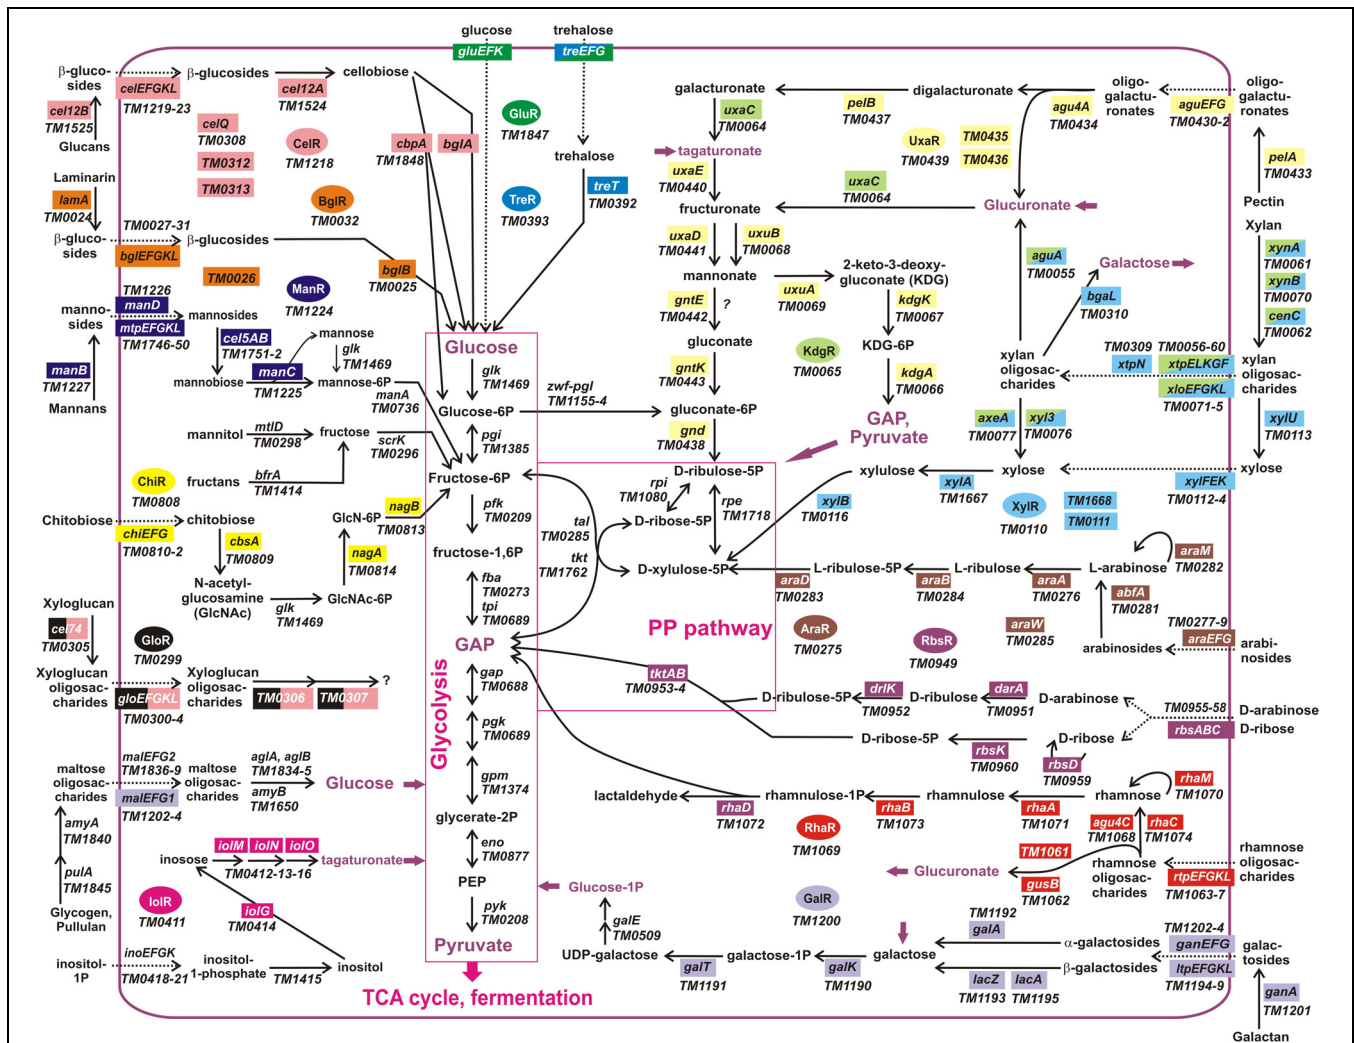 glucose
gluEFK
trehalose
treEFG
β-gluco-
sides
celEFGKL
TM1219-23
β-glucosides
cel12A
TM1524
cellobiose
cel12B
TM1525
Glucans
celQ
TM0308
TM0312
TM0313
CelR
TM1218
cbpA
TM1848
bglA
GluR
TM1847
trehalose
treT
TM0392
TreR
TM0393
Laminarin
lamA
TM0024
β-gluco-
sides
TM0027-31
bglEFGKL
β-glucosides
BglR
TM0032
bglB
TM0025
TM0026
TM1226
manD
manno-
sides
mtpEFGKL
TM1746-50
mannosides
ManR
TM1224
cel5AB
TM1751-2
mannose
glk
TM1469
manB
TM1227
Mannans
mannobiose
manC
TM1225
mannose-6P
manA
TM0736
mannitol
mtlD
TM0298
fructose
scrK
TM0296
ChiR
TM0808
fructans
bfrA
TM1414
Chitobiose
chiEFG
TM0810-2
chitobiose
cbsA
TM0809
N-acetyl-
glucosamine
(GlcNAc)
glk
TM1469
GlcNAc-6P
nagA
TM0814
GlcN-6P
nagB
TM0813
Xyloglucan
cel74
TM0305
GloR
TM0299
Xyloglucan
oligosac-
charides
gloEFGKL
TM0300-4
Xyloglucan
oligosac-
charides
TM0306
TM0307
?
maltose
oligosac-
charides
malEFG2
TM1836-9
malEFG1
TM1202-4
maltose
oligosac-
charides
aglA, aglB
TM1834-5
amyB
TM1650
Glucose
amyA
TM1840
pulA
TM1845
Glycogen,
Pullulan
inosose
iolM
iolN
iolO
TM0412-13-16
tagaturonate
IolR
TM0411
iolG
TM0414
inositol-
1P
inoEFGK
TM0418-21
inositol-
1-phosphate
TM1415
inositol
Glucose
glk
TM1469
Glucose-6P
zwf-pgl
TM1155-4
pgi
TM1385
Fructose-6P
pfk
TM0209
fructose-1,6P
fba
TM0273
tpi
TM0689
GAP
gap
TM0688
pgk
TM0689
gpm
TM1374
glycerate-2P
eno
TM0877
PEP
pyk
TM0208
Pyruvate
Glycolysis
TCA cycle, fermentation
tal
TM0285
tkt
TM1762
rpi
TM1080
D-ribulose-5P
rpe
TM1718
D-ribose-5P
D-xylulose-5P
PP pathway
galacturonate
uxaC
TM0064
pelB
TM0437
digalacturonate
agu4A
TM0434
oligo-
galactu-
ronates
aguEFG
TM0430-2
oligo-
galactu-
ronates
pelA
TM0433
Pectin
tagaturonate
uxaE
TM0440
UxaR
TM0439
TM0435
TM0436
uxaC
TM0064
fructuronate
Glucuronate
uxaD
TM0441
uxuB
TM0068
mannonate
uxuA
TM0069
2-keto-3-deoxy-
gluconate (KDG)
gntE
TM0442
?
kdgK
TM0067
gluconate
KdgR
TM0065
KDG-6P
gntK
TM0443
kdgA
TM0066
gluconate-6P
GAP,
Pyruvate
gnd
TM0438
aguA
TM0055
Galactose
bgaL
TM0310
Xylan
xynA
TM0061
xynB
TM0070
cenC
TM0062
xylan
oligosac-
charides
TM0309
xtpN
TM0056-60
xtpELKGF
xloEFGKL
TM0071-5
xylan
oligosac-
charides
axeA
TM0077
xyl3
TM0076
xylU
TM0113
xylulose
xylA
TM1667
xylose
xylFEK
TM0112-4
xylose
xylB
TM0116
XylR
TM0110
TM1668
TM0111
araD
TM0283
L-ribulose-5P
araB
TM0284
L-ribulose
araA
TM0276
L-arabinose
araM
TM0282
abfA
TM0281
AraR
TM0275
RbsR
TM0949
araW
TM0285
arabinosides
TM0277-9
araEFG
arabi-
nosides
tktAB
TM0953-4
D-ribulose-5P
drlK
TM0952
D-ribulose
darA
TM0951
D-arabinose
TM0955-58
rbsABC
D-arabinose
D-ribose
D-ribose-5P
rbsK
TM0960
D-ribose
rbsD
TM0959
lactaldehyde
rhaD
TM1072
rhamnulose-1P
rhaB
TM1073
rhamnulose
rhaA
TM1071
rhamnose
rhaM
TM1070
RhaR
TM1069
agu4C
TM1068
rhaC
TM1074
TM1061
Glucuronate
gusB
TM1062
rhamnose
oligosac-
charides
rtpEFGKL
TM1063-7
rhamnose
oligosac-
charides
Glucose-1P
galE
TM0509
GalR
TM1200
UDP-galactose
galT
TM1191
galactose-1P
galK
TM1190
galactose
TM1192
galA
α-galactosides
β-galactosides
lacZ
TM1193
lacA
TM1195
TM1202-4
ganEFG
ltpEFGKL
TM1194-9
galac-
tosides
ganA
TM1201
Galactan